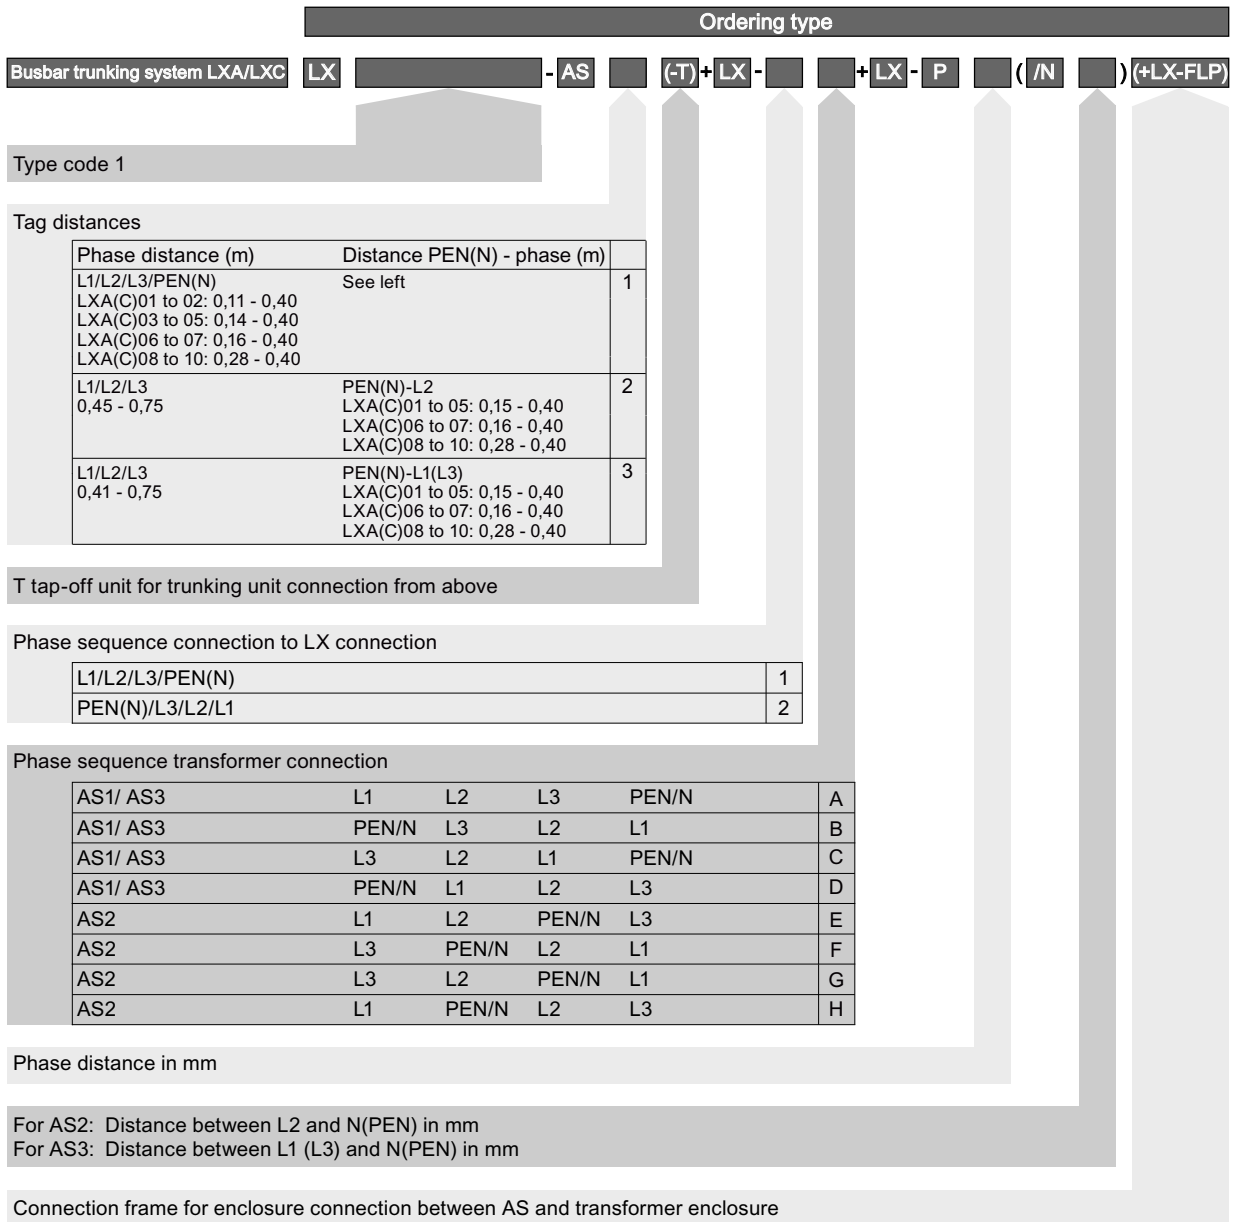 Ordering type
Busbar trunking system LXA/LXC LX - AS (-T) + LX - + LX - P ( /N ) (+LX-FLP)
Type code 1
Tag distances
Phase distance (m) Distance PEN(N) - phase (m)
L1/L2/L3/PEN(N) See left 1
LXA(C)01 to 02: 0,11 - 0,40
LXA(C)03 to 05: 0,14 - 0,40
LXA(C)06 to 07: 0,16 - 0,40
LXA(C)08 to 10: 0,28 - 0,40
L1/L2/L3 PEN(N)-L2 2
0,45 - 0,75 LXA(C)01 to 05: 0,15 - 0,40
LXA(C)06 to 07: 0,16 - 0,40
LXA(C)08 to 10: 0,28 - 0,40
L1/L2/L3 PEN(N)-L1(L3) 3
0,41 - 0,75 LXA(C)01 to 05: 0,15 - 0,40
LXA(C)06 to 07: 0,16 - 0,40
LXA(C)08 to 10: 0,28 - 0,40
T tap-off unit for trunking unit connection from above
Phase sequence connection to LX connection
L1/L2/L3/PEN(N) 1
PEN(N)/L3/L2/L1 2
Phase sequence transformer connection
AS1/ AS3 L1 L2 L3 PEN/N A
AS1/ AS3 PEN/N L3 L2 L1 B
AS1/ AS3 L3 L2 L1 PEN/N C
AS1/ AS3 PEN/N L1 L2 L3 D
AS2 L1 L2 PEN/N L3 E
AS2 L3 PEN/N L2 L1 F
AS2 L3 L2 PEN/N L1 G
AS2 L1 PEN/N L2 L3 H
Phase distance in mm
For AS2: Distance between L2 and N(PEN) in mm
For AS3: Distance between L1 (L3) and N(PEN) in mm
Connection frame for enclosure connection between AS and transformer enclosure